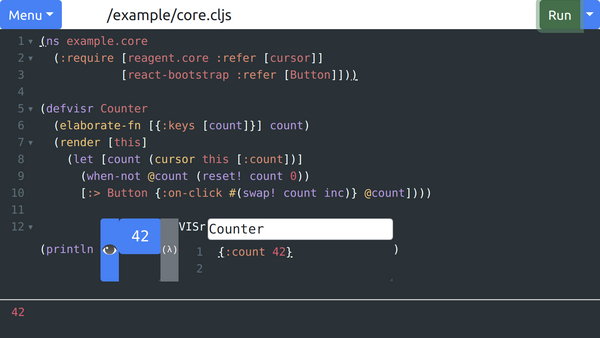 Menu /example/core.cljs Run
1 (ns example.core
2 (:require [reagent.core :refer [cursor]]
3 [react-bootstrap :refer [Button]]))
4
5 (defvisr Counter
6 (elaborate-fn [{:keys [count]}] count)
7 (render [this]
8 (let [count (cursor this [:count])]
9 (when-not @count (reset! count 0))
10 [:> Button {:on-click #(swap! count inc)} @count])))
11
12
42 VISr Counter
(println (λ) 1 {:count 42} )
2
42